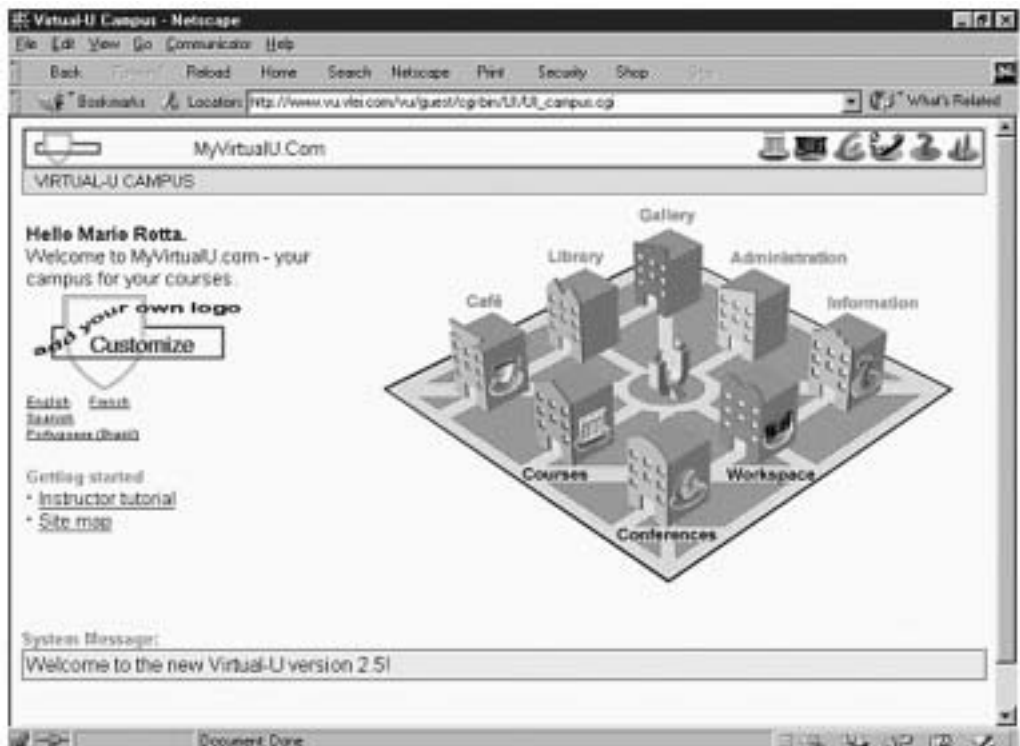 Virtual-U Campus - Netscape
File Edit View Go Communicator Help
Back Forward Reload Home Search Netscape Print Security Shop Stop
Bookmarks Location: http://www.vu.vlei.com/vu/guest/cgi-bin/UI/UI_campus.cgi What's Related
MyVirtualU.Com
VIRTUAL-U CAMPUS
Hello Mario Rotta.
Welcome to MyVirtualU.com - your
campus for your courses.
add your own logo
Customize
English French
Spanish
Portuguese (Brazil)
Getting started
• Instructor tutorial
• Site map
Gallery
Library Administration
Café Information
Courses Workspace
Conferences
System Message:
Welcome to the new Virtual-U version 2.5!
Document: Done